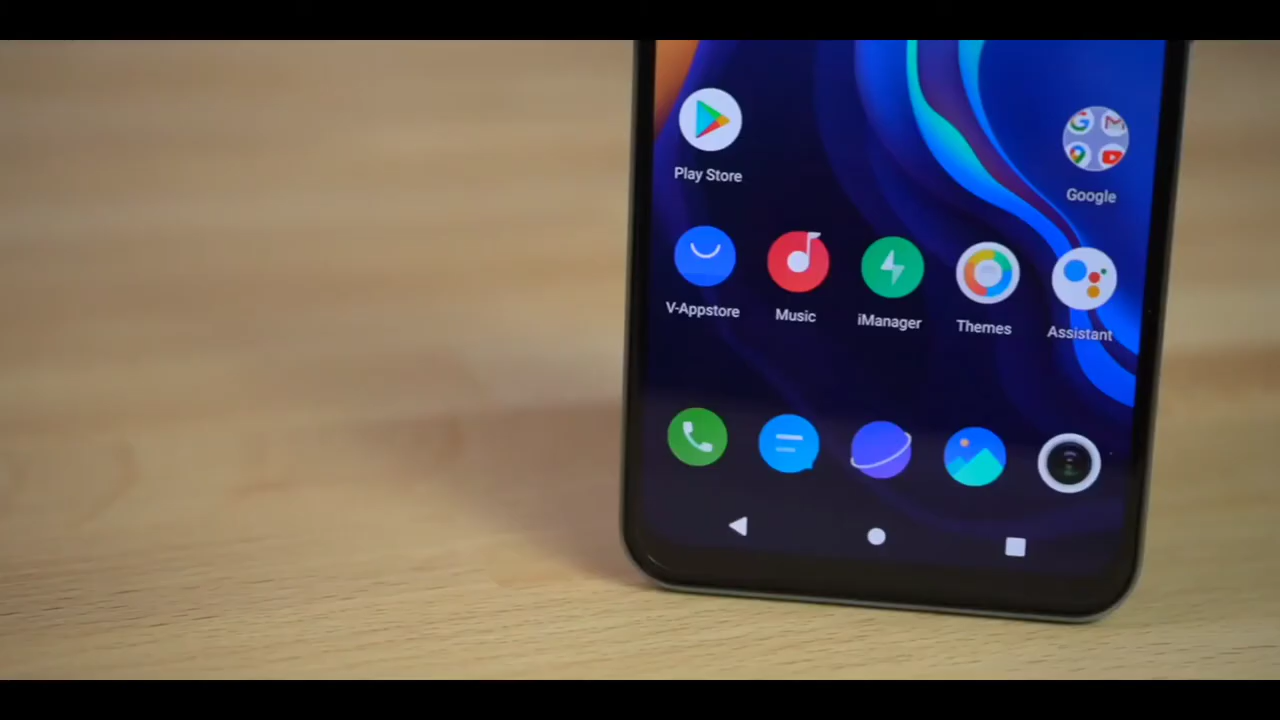 Play Store
Google
V-Appstore
Music
iManager
Themes
Assistant